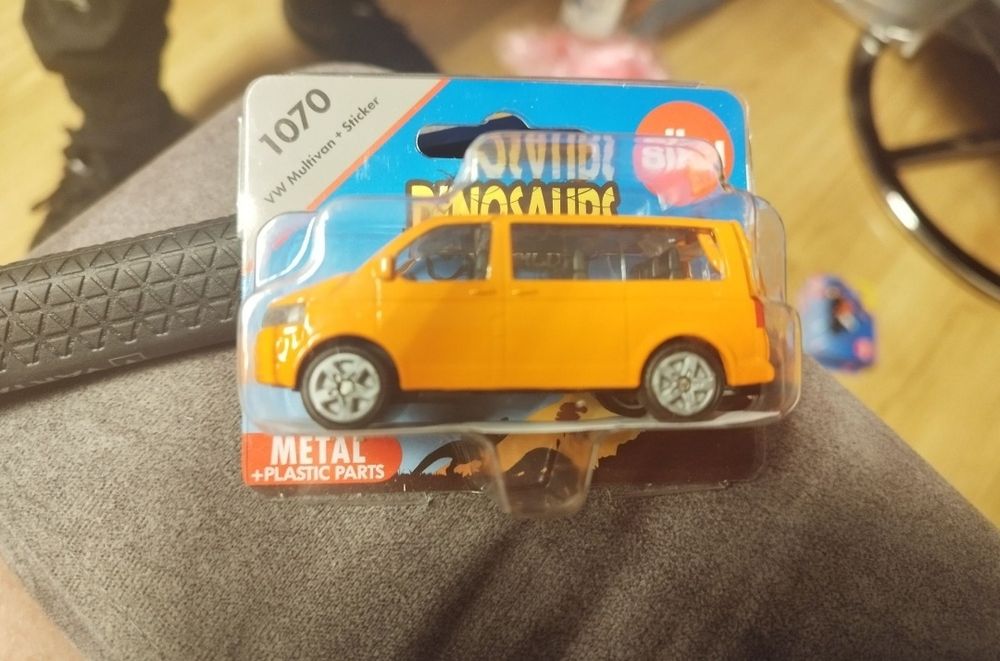 1070
VW Multivan + Sticker
siku
DINOSAURS
METAL
+PLASTIC PARTS